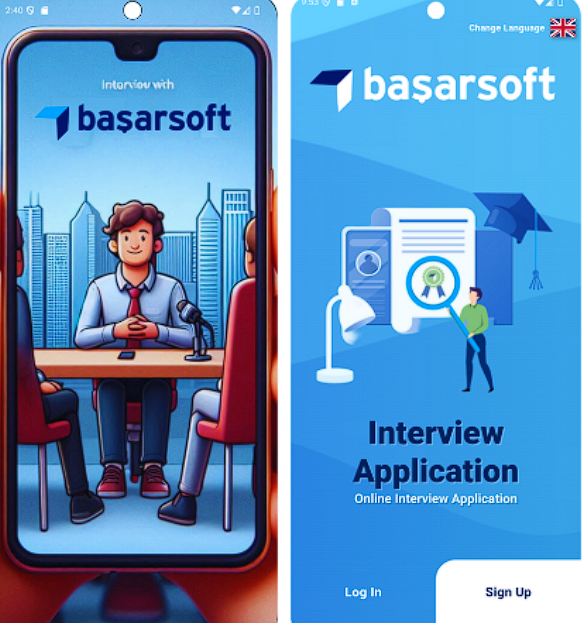 2:40
Interview with
başarsoft
9:53
Change Language
başarsoft
Interview
Application
Online Interview Application
Log In
Sign Up